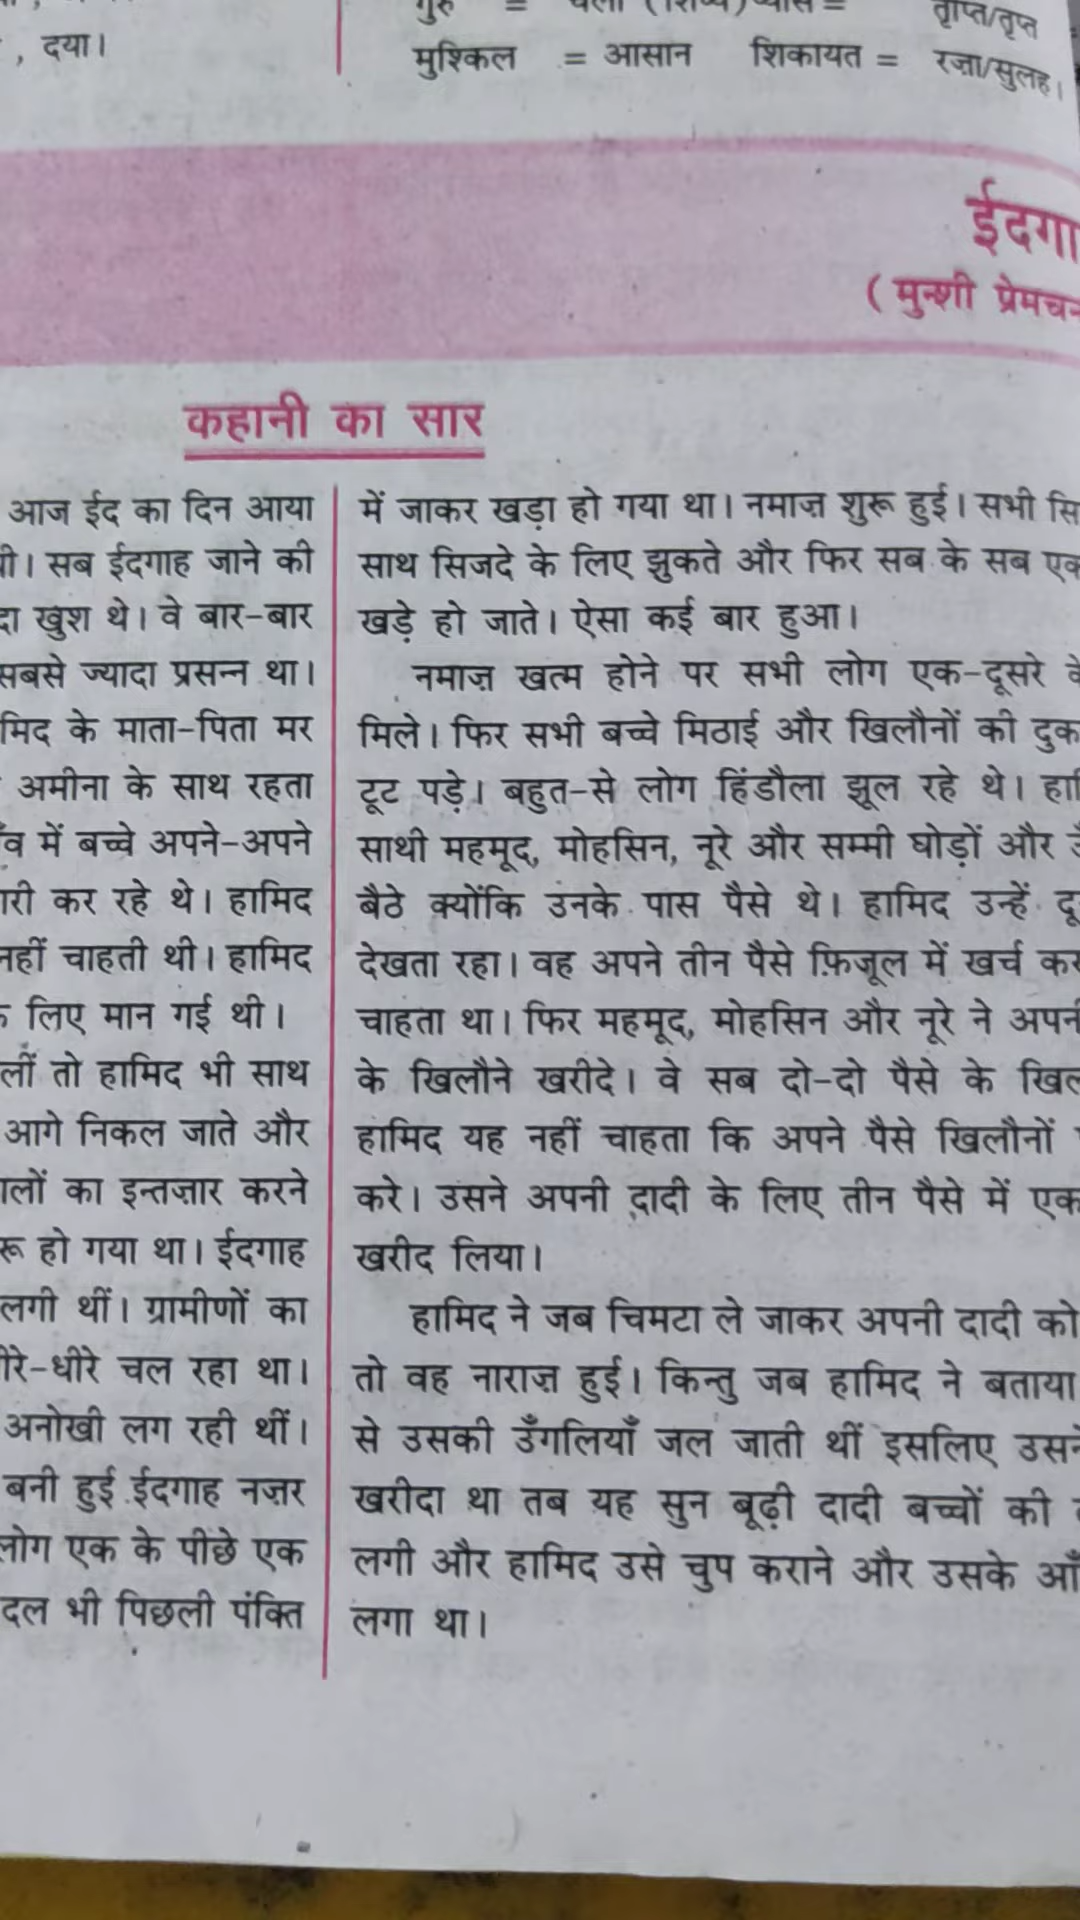 , दया।
गुरु = चेला (शिष्य) प्यास = तृप्ति/तृप्त
मुश्किल = आसान शिकायत = रज़ा/सुलह।
ईदगा
(मुन्शी प्रेमच
कहानी का सार
आज ईद का दिन आया
सब ईदगाह जाने की
खुश थे। वे बार-बार
सबसे ज्यादा प्रसन्न था।
मिद के माता-पिता मर
अमीना के साथ रहता
में बच्चे अपने-अपने
कर रहे थे। हामिद
नहीं चाहती थी। हामिद
लिए मान गई थी।
तो हामिद भी साथ
आगे निकल जाते और
का इन्तज़ार करने
हो गया था। ईदगाह
लगी थीं। ग्रामीणों का
रे-धीरे चल रहा था।
अनोखी लग रही थीं।
बनी हुई ईदगाह नज़र
लोग एक के पीछे एक
दल भी पिछली पंक्ति
में जाकर खड़ा हो गया था। नमाज़ शुरू हुई। सभी सि
साथ सिजदे के लिए झुकते और फिर सब के सब एक
खड़े हो जाते। ऐसा कई बार हुआ।
नमाज़ खत्म होने पर सभी लोग एक-दूसरे
मिले। फिर सभी बच्चे मिठाई और खिलौनों की दुक
टूट पड़े। बहुत-से लोग हिंडौला झूल रहे थे। हा
साथी महमूद, मोहसिन, नूरे और सम्मी घोड़ों और
बैठे क्योंकि उनके पास पैसे थे। हामिद उन्हें दू
देखता रहा। वह अपने तीन पैसे फ़िज़ूल में खर्च कर
चाहता था। फिर महमूद, मोहसिन और नूरे ने अपनी
के खिलौने खरीदे। वे सब दो-दो पैसे के खिल
हामिद यह नहीं चाहता कि अपने पैसे खिलौनों
करे। उसने अपनी दादी के लिए तीन पैसे में एक
खरीद लिया।
हामिद ने जब चिमटा ले जाकर अपनी दादी को
तो वह नाराज़ हुई। किन्तु जब हामिद ने बताया
से उसकी उँगलियाँ जल जाती थीं इसलिए उसने
खरीदा था तब यह सुन बूढ़ी दादी बच्चों की
लगी और हामिद उसे चुप कराने और उसके आँ
लगा था।